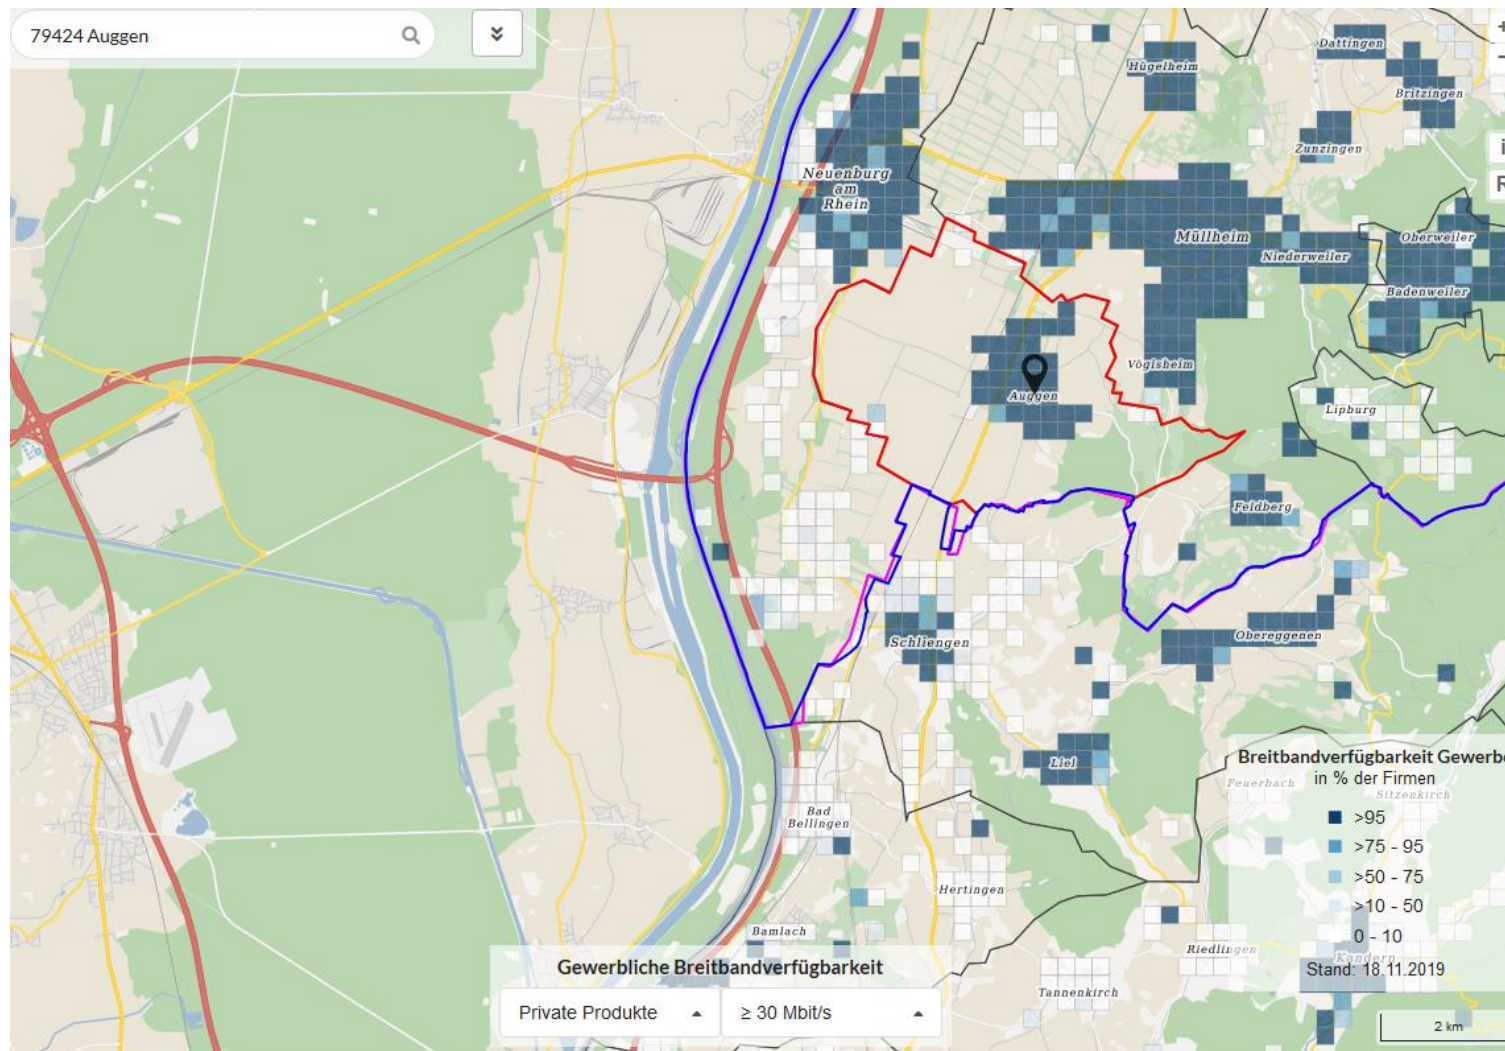 79424 Auggen
Dattingen
Hügelheim
Britzingen
Zunzingen
Neuenburg
am
Rhein
Müllheim
Oberweiler
Niederweiler
Badenweiler
Vögisheim
Auggen
Lipburg
Feldberg
Schliengen
Obereggenen
Liel
Bad
Bellingen
Hertingen
Bamlach
Riedlingen
Tannenkirch
Breitbandverfügbarkeit Gewerbe
in % der Firmen
Feuerbach
Sitzenkirch
>95
>75 - 95
>50 - 75
>10 - 50
0 - 10
Kandern
Stand: 18.11.2019
Gewerbliche Breitbandverfügbarkeit
Private Produkte
≥ 30 Mbit/s
2 km